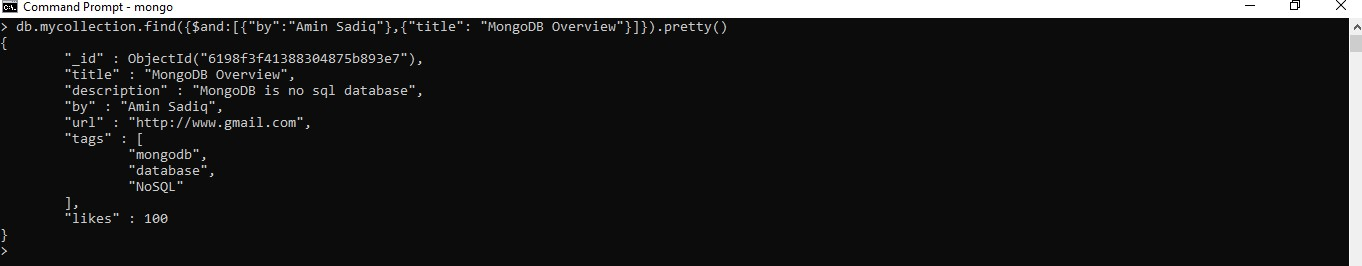 Command Prompt - mongo
> db.mycollection.find({$and:[{"by":"Amin Sadiq"},{"title": "MongoDB Overview"}]}).pretty()
{
        "_id" : ObjectId("6198f3f41388304875b893e7"),
        "title" : "MongoDB Overview",
        "description" : "MongoDB is no sql database",
        "by" : "Amin Sadiq",
        "url" : "http://www.gmail.com",
        "tags" : [
                "mongodb",
                "database",
                "NoSQL"
        ],
        "likes" : 100
}
>